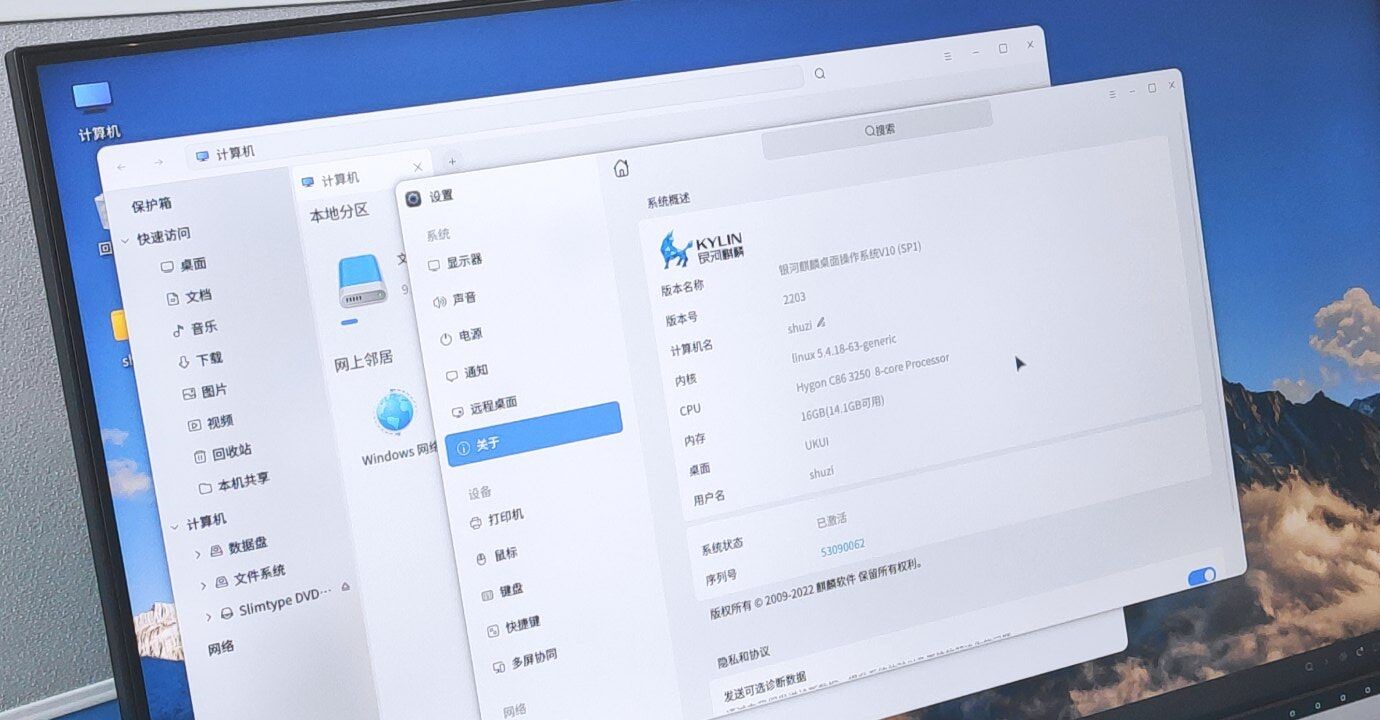 计算机
计算机
保护箱
快速访问
桌面
文档
音乐
下载
图片
视频
回收站
本机共享
计算机
数据盘
文件系统
Slimtype DVD…
网络
计算机
本地分区
网上邻居
Windows 网络
设置
系统
显示器
声音
电源
通知
远程桌面
关于
设备
打印机
鼠标
键盘
快捷键
多屏协同
网络
搜索
系统概述
KYLIN
银河麒麟
版本名称 银河麒麟桌面操作系统V10 (SP1)
版本号 2203
计算机名 shuzi
内核 linux 5.4.18-63-generic
CPU Hygon C86 3250 8-core Processor
内存 16GB(14.1GB可用)
桌面 UKUI
用户名 shuzi
系统状态 已激活
序列号 53090062
版权所有 © 2009-2022 麒麟软件 保留所有权利。
隐私和协议
发送可选诊断数据